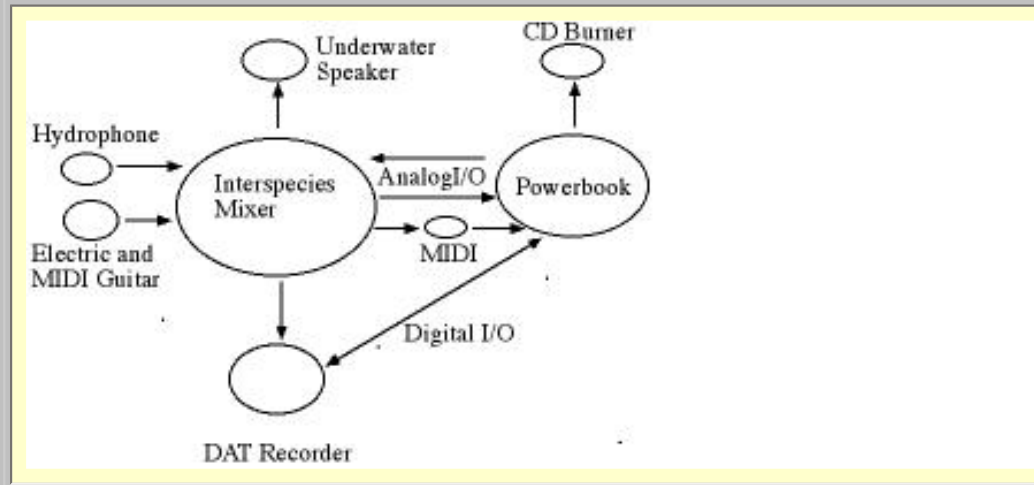 CD Burner
Underwater
Speaker
Hydrophone
Interspecies
Mixer
AnalogI/O
Powerbook
Electric and
MIDI Guitar
MIDI
Digital I/O
DAT Recorder